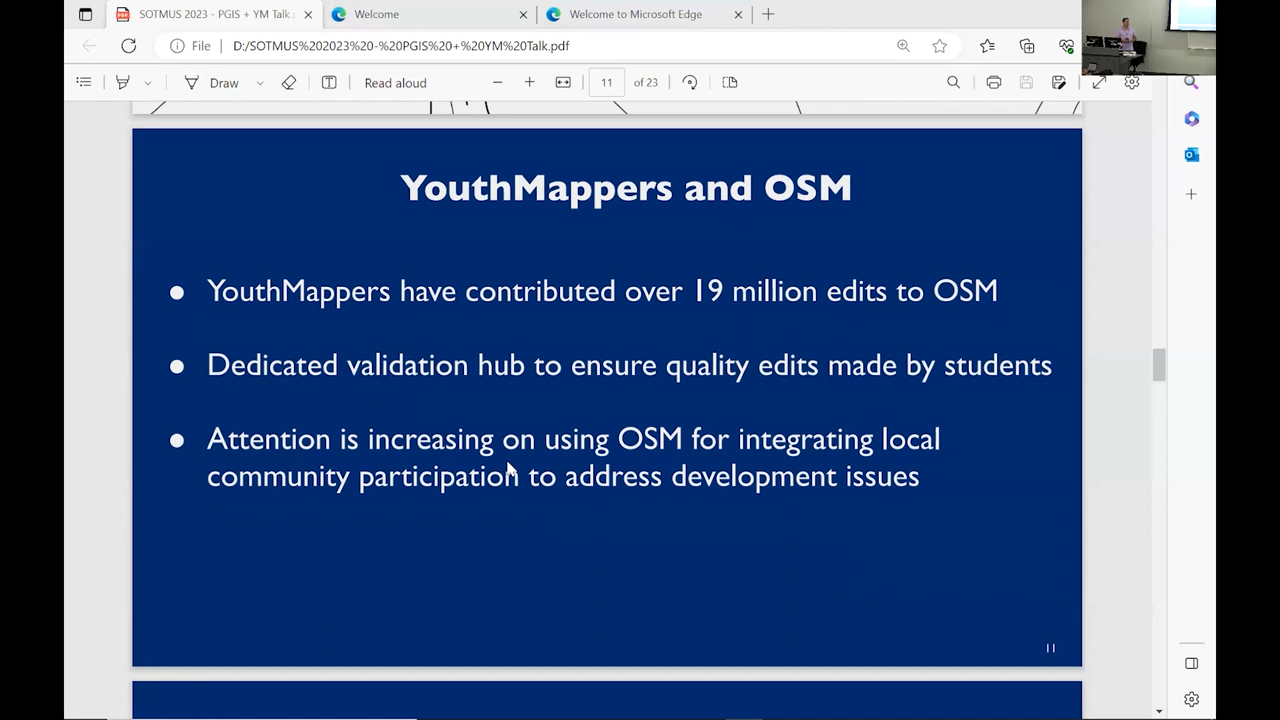 SOTMUS 2023 - PGIS + YM Talk.p
Welcome
Welcome to Microsoft Edge
File
D:/SOTMUS%202023%20-%20PGIS%20+%20YM%20Talk.pdf
Draw
Read aloud
11
of 23
YouthMappers and OSM
● YouthMappers have contributed over 19 million edits to OSM
● Dedicated validation hub to ensure quality edits made by students
● Attention is increasing on using OSM for integrating local
community participation to address development issues
11